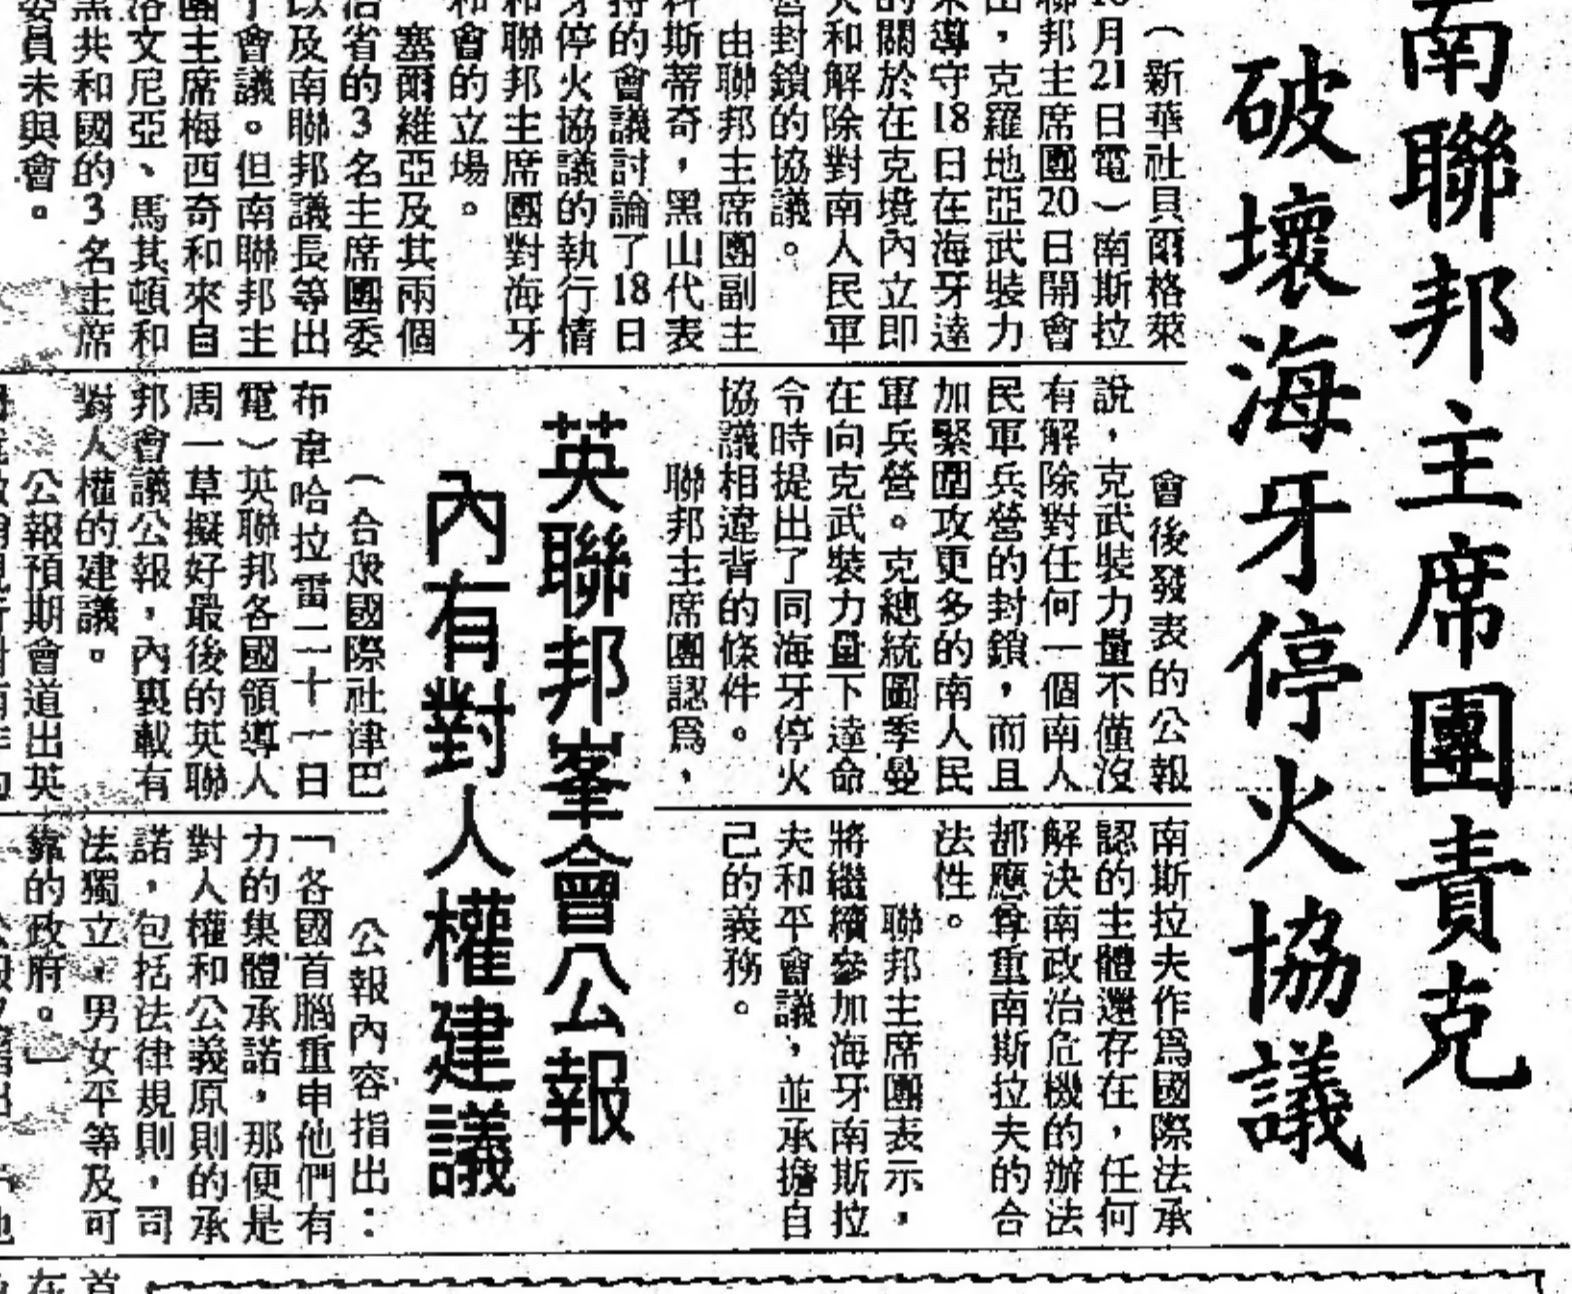 南聯邦主席團責克
破壞海牙停火協議
（新華社貝爾格萊
10月21日電）南斯拉
聯邦主席團20日開會
出，克羅地亞武裝力
未遵守18日在海牙達
的關於在克境內立即
火和解除對南人民軍
營封鎖的協議。
由聯邦主席團副主
科斯蒂奇，黑山代表
持的會議討論了18日
牙停火協議的執行情
和聯邦主席團對海牙
和會的立場。
塞爾維亞及其兩個
治省的3名主席團委
以及南聯邦議長等出
了會議。但南聯邦主
團主席梅西奇和來自
洛文尼亞、馬其頓和
黑共和國的3名主席
委員未與會。
會後發表的公報
說，克武裝力量不僅沒
有解除對任何一個南人
民軍兵營的封鎖，而且
加緊圍攻更多的南人民
軍兵營。克總統圖季曼
在向克武裝力量下達命
令時提出了同海牙停火
協議相違背的條件。
聯邦主席團認爲，
南斯拉夫作爲國際法承
認的主體還存在，任何
解決南政治危機的辦法
都應尊重南斯拉夫的合
法性。
聯邦主席團表示，
將繼續參加海牙南斯拉
夫和平會議，並承擔自
己的義務。
英聯邦峯會公報
內有對人權建議
（合衆國際社津巴
布韋哈拉雷二十一日
電）英聯邦各國領導人
周一草擬好最後的英聯
邦會議公報，內裏載有
對人權的建議。
公報預期會道出英
公報內容指出：
「各國首腦重申他們有
力的集體承諾，那便是
對人權和公義原則的承
諾，包括法律規則，司
法獨立，男女平等及可
靠的政府。」
首
在